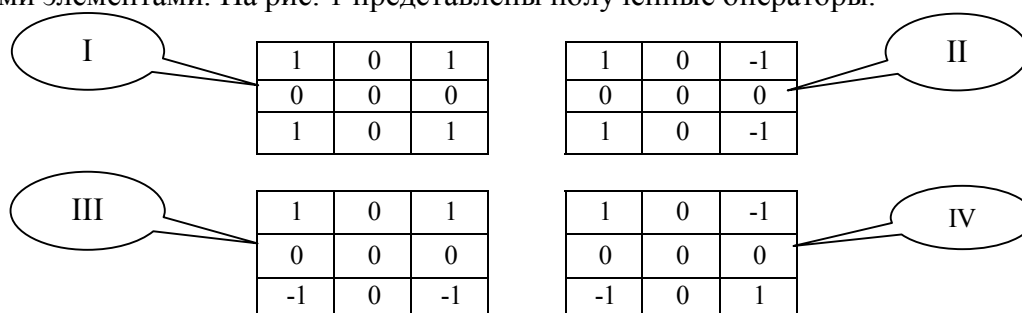 ми элементами. На рис. 1 представлены полученные операторы.
I
1 0 1
0 0 0
1 0 1
1 0 -1
0 0 0
1 0 -1
II
III
1 0 1
0 0 0
-1 0 -1
1 0 -1
0 0 0
-1 0 1
IV